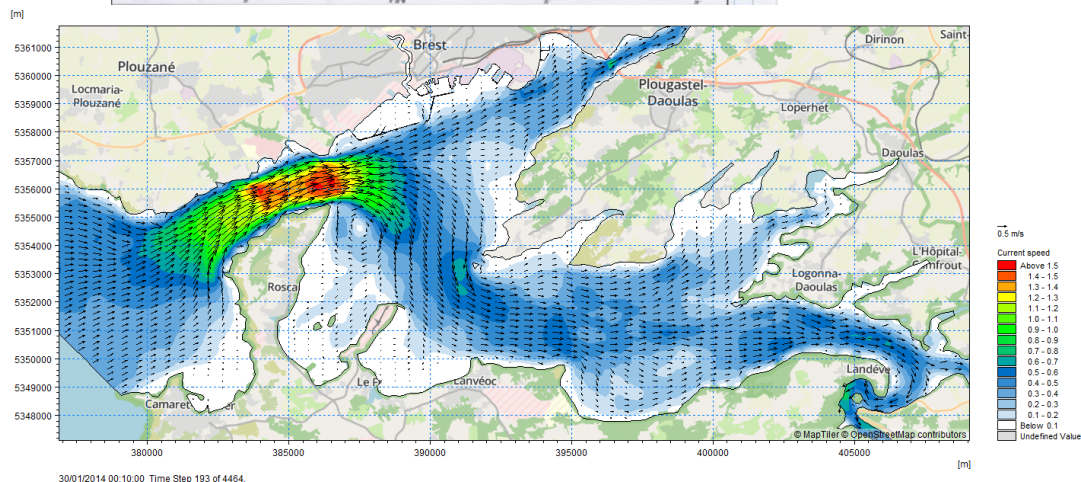 [m]
5361000
5360000
5359000
5358000
5357000
5356000
5355000
5354000
5353000
5352000
5351000
5350000
5349000
5348000
Brest
Dirinon
Saint-
Plouzané
Locmaria-
Plouzané
Plougastel-
Daoulas
Loperhet
Daoulas
L'Hôpital-
Roscal
Logonna-
Daoulas
Lanvéoc
Landéve
Camaret
© MapTiler © OpenStreetMap contributors
380000
385000
390000
395000
400000
405000
[m]
30/01/2014 00:10:00 Time Step 193 of 4464.
0.5 m/s
Current speed
Above 1.5
1.4 - 1.5
1.3 - 1.4
1.2 - 1.3
1.1 - 1.2
1.0 - 1.1
0.9 - 1.0
0.8 - 0.9
0.7 - 0.8
0.6 - 0.7
0.5 - 0.6
0.4 - 0.5
0.3 - 0.4
0.2 - 0.3
0.1 - 0.2
Below 0.1
Undefined Value